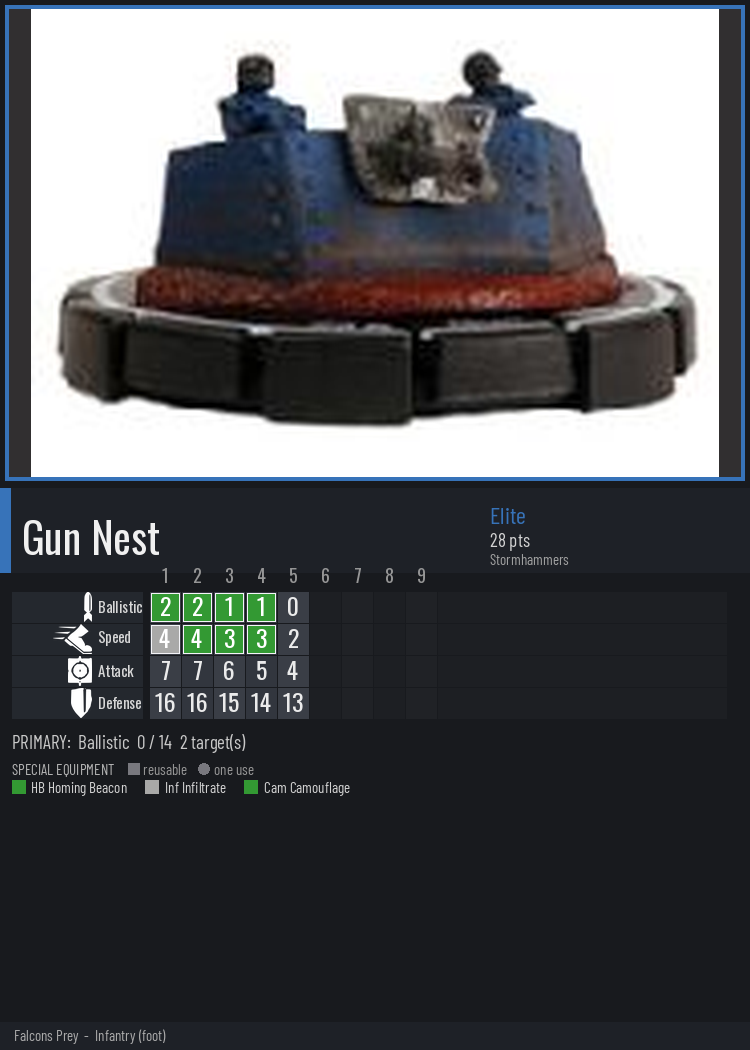 Gun Nest
Elite
28 pts
Stormhammers
1 2 3 4 5 6 7 8 9
Ballistic 2 2 1 1 0
Speed 4 4 3 3 2
Attack 7 7 6 5 4
Defense 16 16 15 14 13
PRIMARY: Ballistic 0 / 14 2 target(s)
SPECIAL EQUIPMENT reusable one use
HB Homing Beacon Inf Infiltrate Cam Camouflage
Falcons Prey - Infantry (foot)